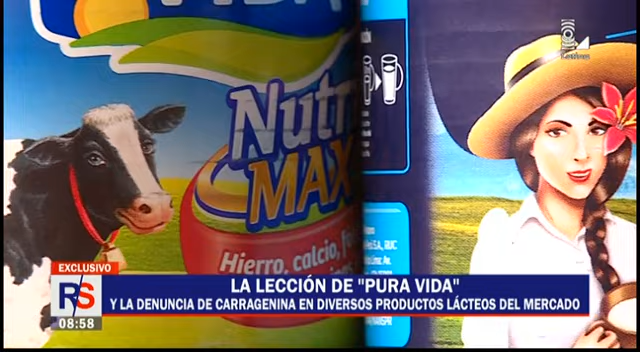 Latina
Nutri
MAX
Hierro, calcio,
EXCLUSIVO
R/S
08:58
LA LECCIÓN DE "PURA VIDA"
Y LA DENUNCIA DE CARRAGENINA EN DIVERSOS PRODUCTOS LÁCTEOS DEL MERCADO